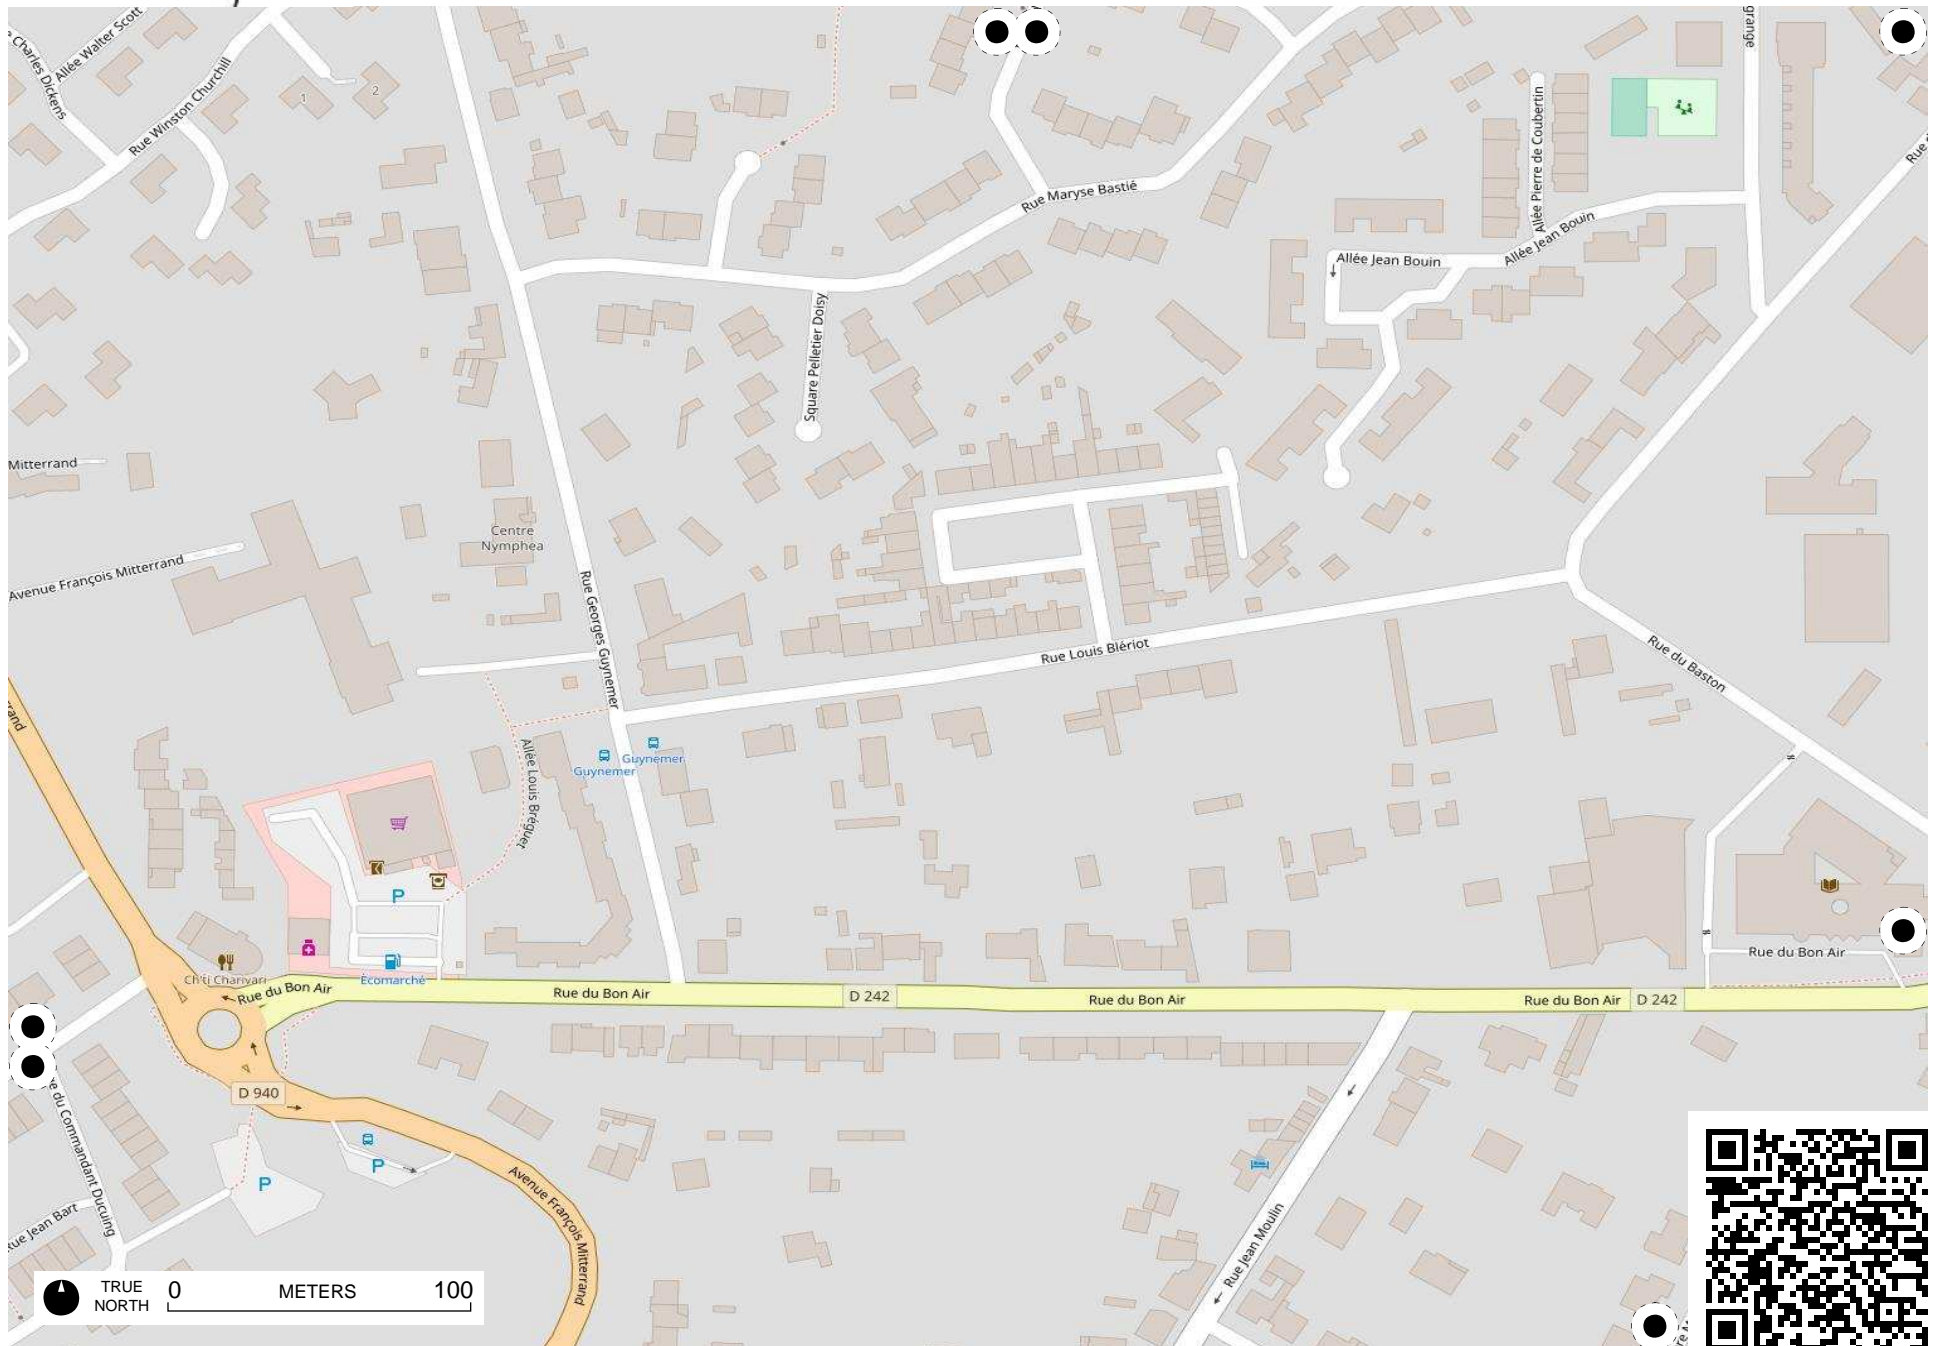 Allée Walter Scott
Charles Dickens
Rue Winston Churchill
1
2
grange
Rue
Allée Pierre de Coubertin
Rue Maryse Bastié
Allée Jean Bouin
Allée Jean Bouin
Square Pelletier Doisy
Mitterrand
Centre
Nymphea
Avenue François Mitterrand
Rue Georges Guynemer
Rue Louis Blériot
Rue du Baston
Allée Louis Breguet
Guynemer
Guynemer
P
Ch'ti Charivari
Écomarché
Rue du Bon Air
Rue du Bon Air
D 242
Rue du Bon Air
Rue du Bon Air
D 242
Rue du Bon Air
D 940
P
P
du Commandant Ducuing
Rue Jean Bart
Avenue François Mitterrand
Rue Jean Moulin
TRUE
NORTH
0 METERS 100